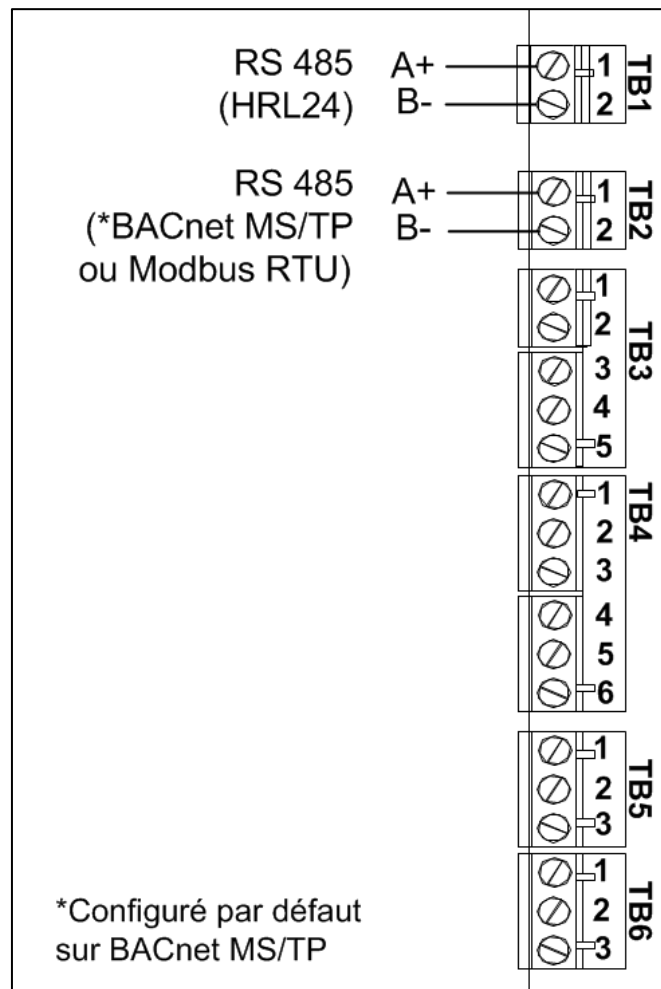 RS 485 A+ 1
(HRL24) B- 2
TB1
RS 485 A+ 1
(*BACnet MS/TP B- 2
ou Modbus RTU)
TB2
1
2
3
4
5
TB3
1
2
3
4
5
6
TB4
1
2
3
TB5
1
2
3
TB6
*Configuré par défaut
sur BACnet MS/TP